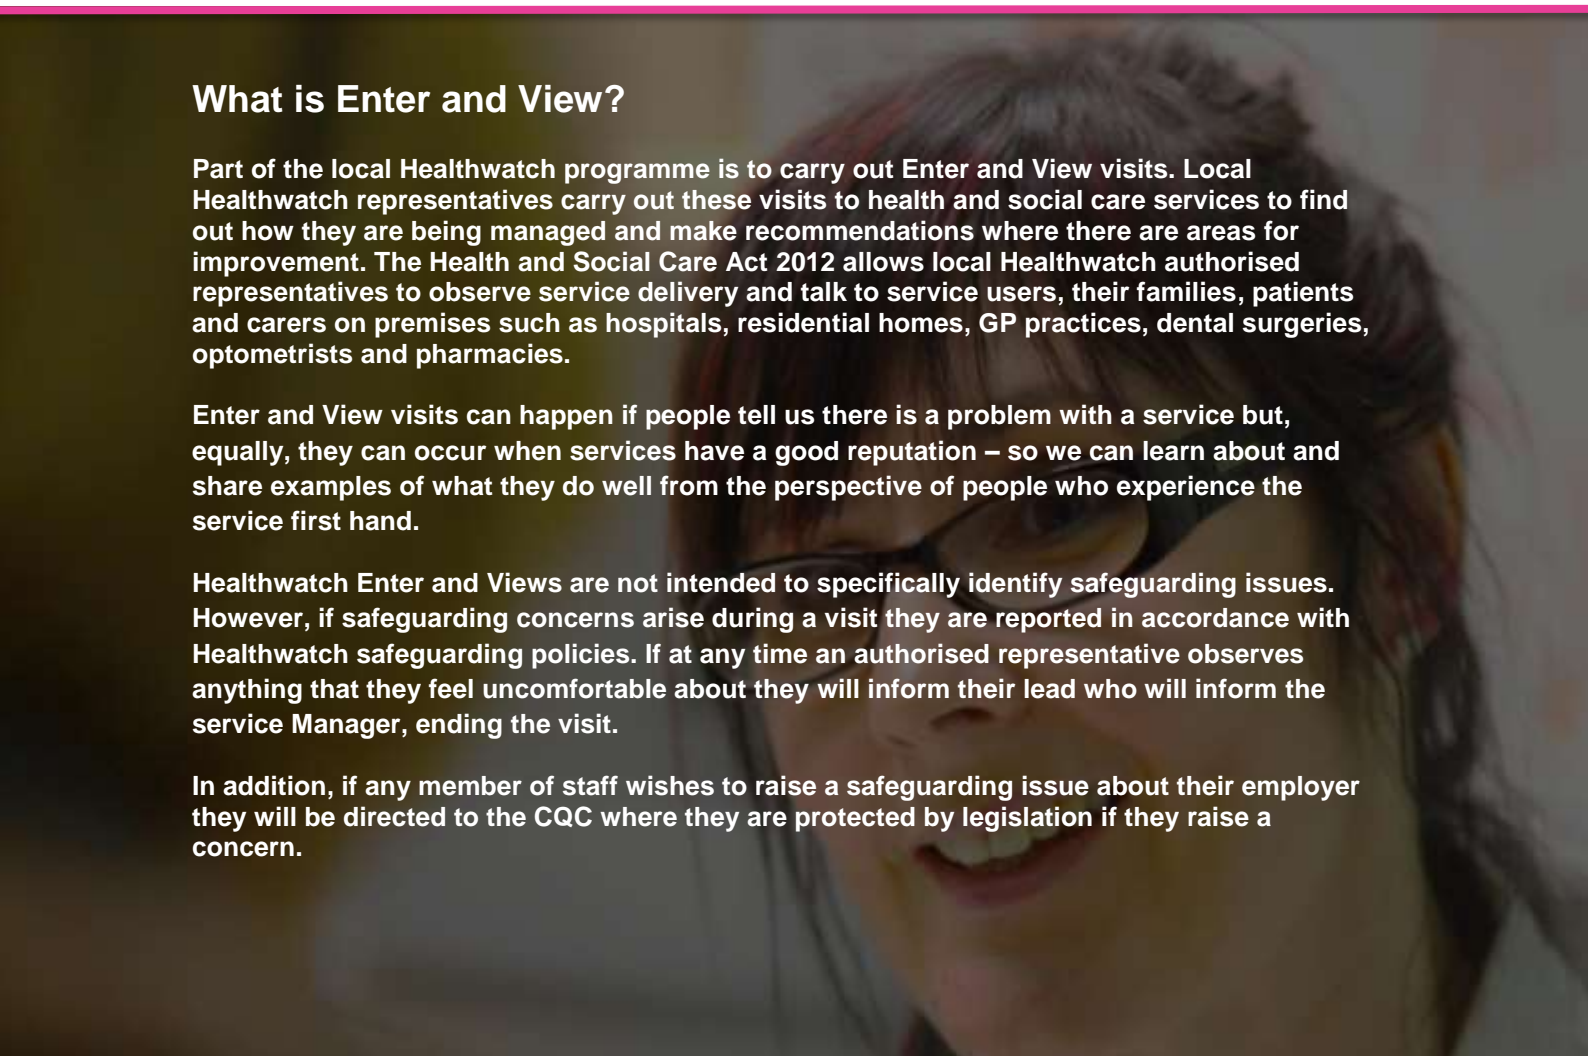 What is Enter and View?
Part of the local Healthwatch programme is to carry out Enter and View visits. Local
Healthwatch representatives carry out these visits to health and social care services to find
out how they are being managed and make recommendations where there are areas for
improvement. The Health and Social Care Act 2012 allows local Healthwatch authorised
representatives to observe service delivery and talk to service users, their families, patients
and carers on premises such as hospitals, residential homes, GP practices, dental surgeries,
optometrists and pharmacies.
Enter and View visits can happen if people tell us there is a problem with a service but,
equally, they can occur when services have a good reputation – so we can learn about and
share examples of what they do well from the perspective of people who experience the
service first hand.
Healthwatch Enter and Views are not intended to specifically identify safeguarding issues.
However, if safeguarding concerns arise during a visit they are reported in accordance with
Healthwatch safeguarding policies. If at any time an authorised representative observes
anything that they feel uncomfortable about they will inform their lead who will inform the
service Manager, ending the visit.
In addition, if any member of staff wishes to raise a safeguarding issue about their employer
they will be directed to the CQC where they are protected by legislation if they raise a
concern.